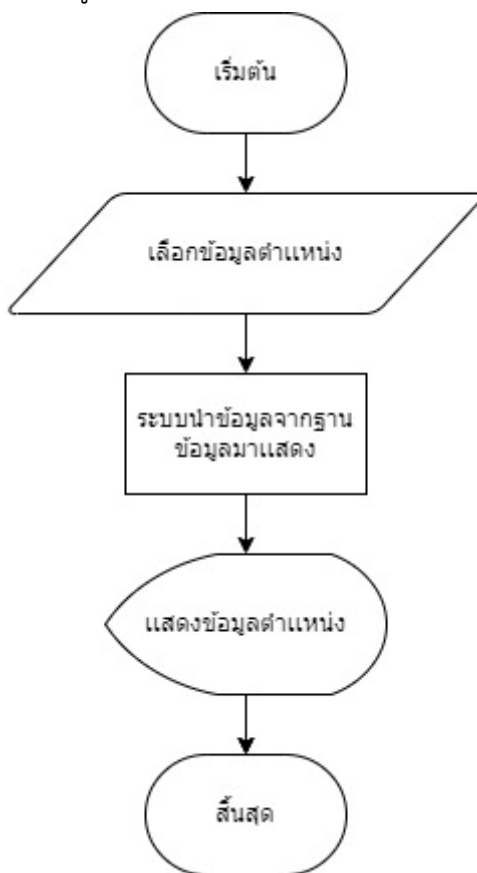 เริ่มต้น
เลือกข้อมูลตำแหน่ง
ระบบนำข้อมูลจากฐาน
ข้อมูลมาแสดง
แสดงข้อมูลตำแหน่ง
สิ้นสุด